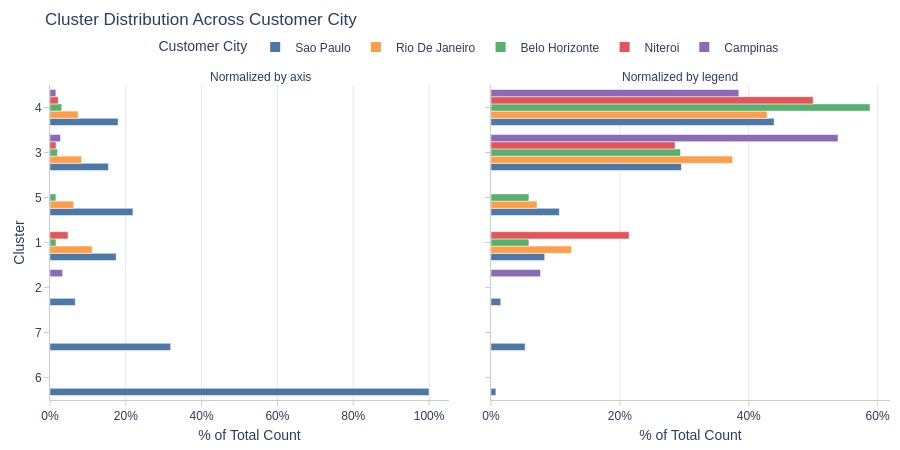 Cluster Distribution Across Customer City
Customer City Sao Paulo Rio De Janeiro Belo Horizonte Niteroi Campinas
Normalized by axis Normalized by legend
4
3
5
1
2
7
6
Cluster
0% 20% 40% 60% 80% 100% 0% 20% 40% 60%
% of Total Count % of Total Count